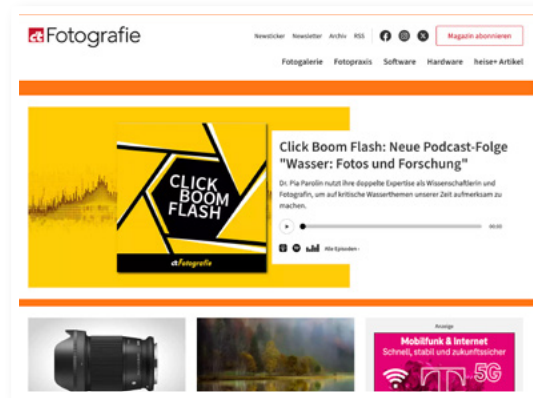 c't Fotografie
Newsticker Newsletter Archiv RSS
Magazin abonnieren
Fotogalerie Fotopraxis Software Hardware heise+ Artikel
CLICK
BOOM
FLASH
c't Fotografie
Click Boom Flash: Neue Podcast-Folge
"Wasser: Fotos und Forschung"
Dr. Pia Parolin nutzt ihre doppelte Expertise als Wissenschaftlerin und
Fotografin, um auf kritische Wasserthemen unserer Zeit aufmerksam zu
machen.
00:00
Alle Episoden ›
Anzeige
Mobilfunk & Internet
Schnell, stabil und zukunftssicher
T 5G